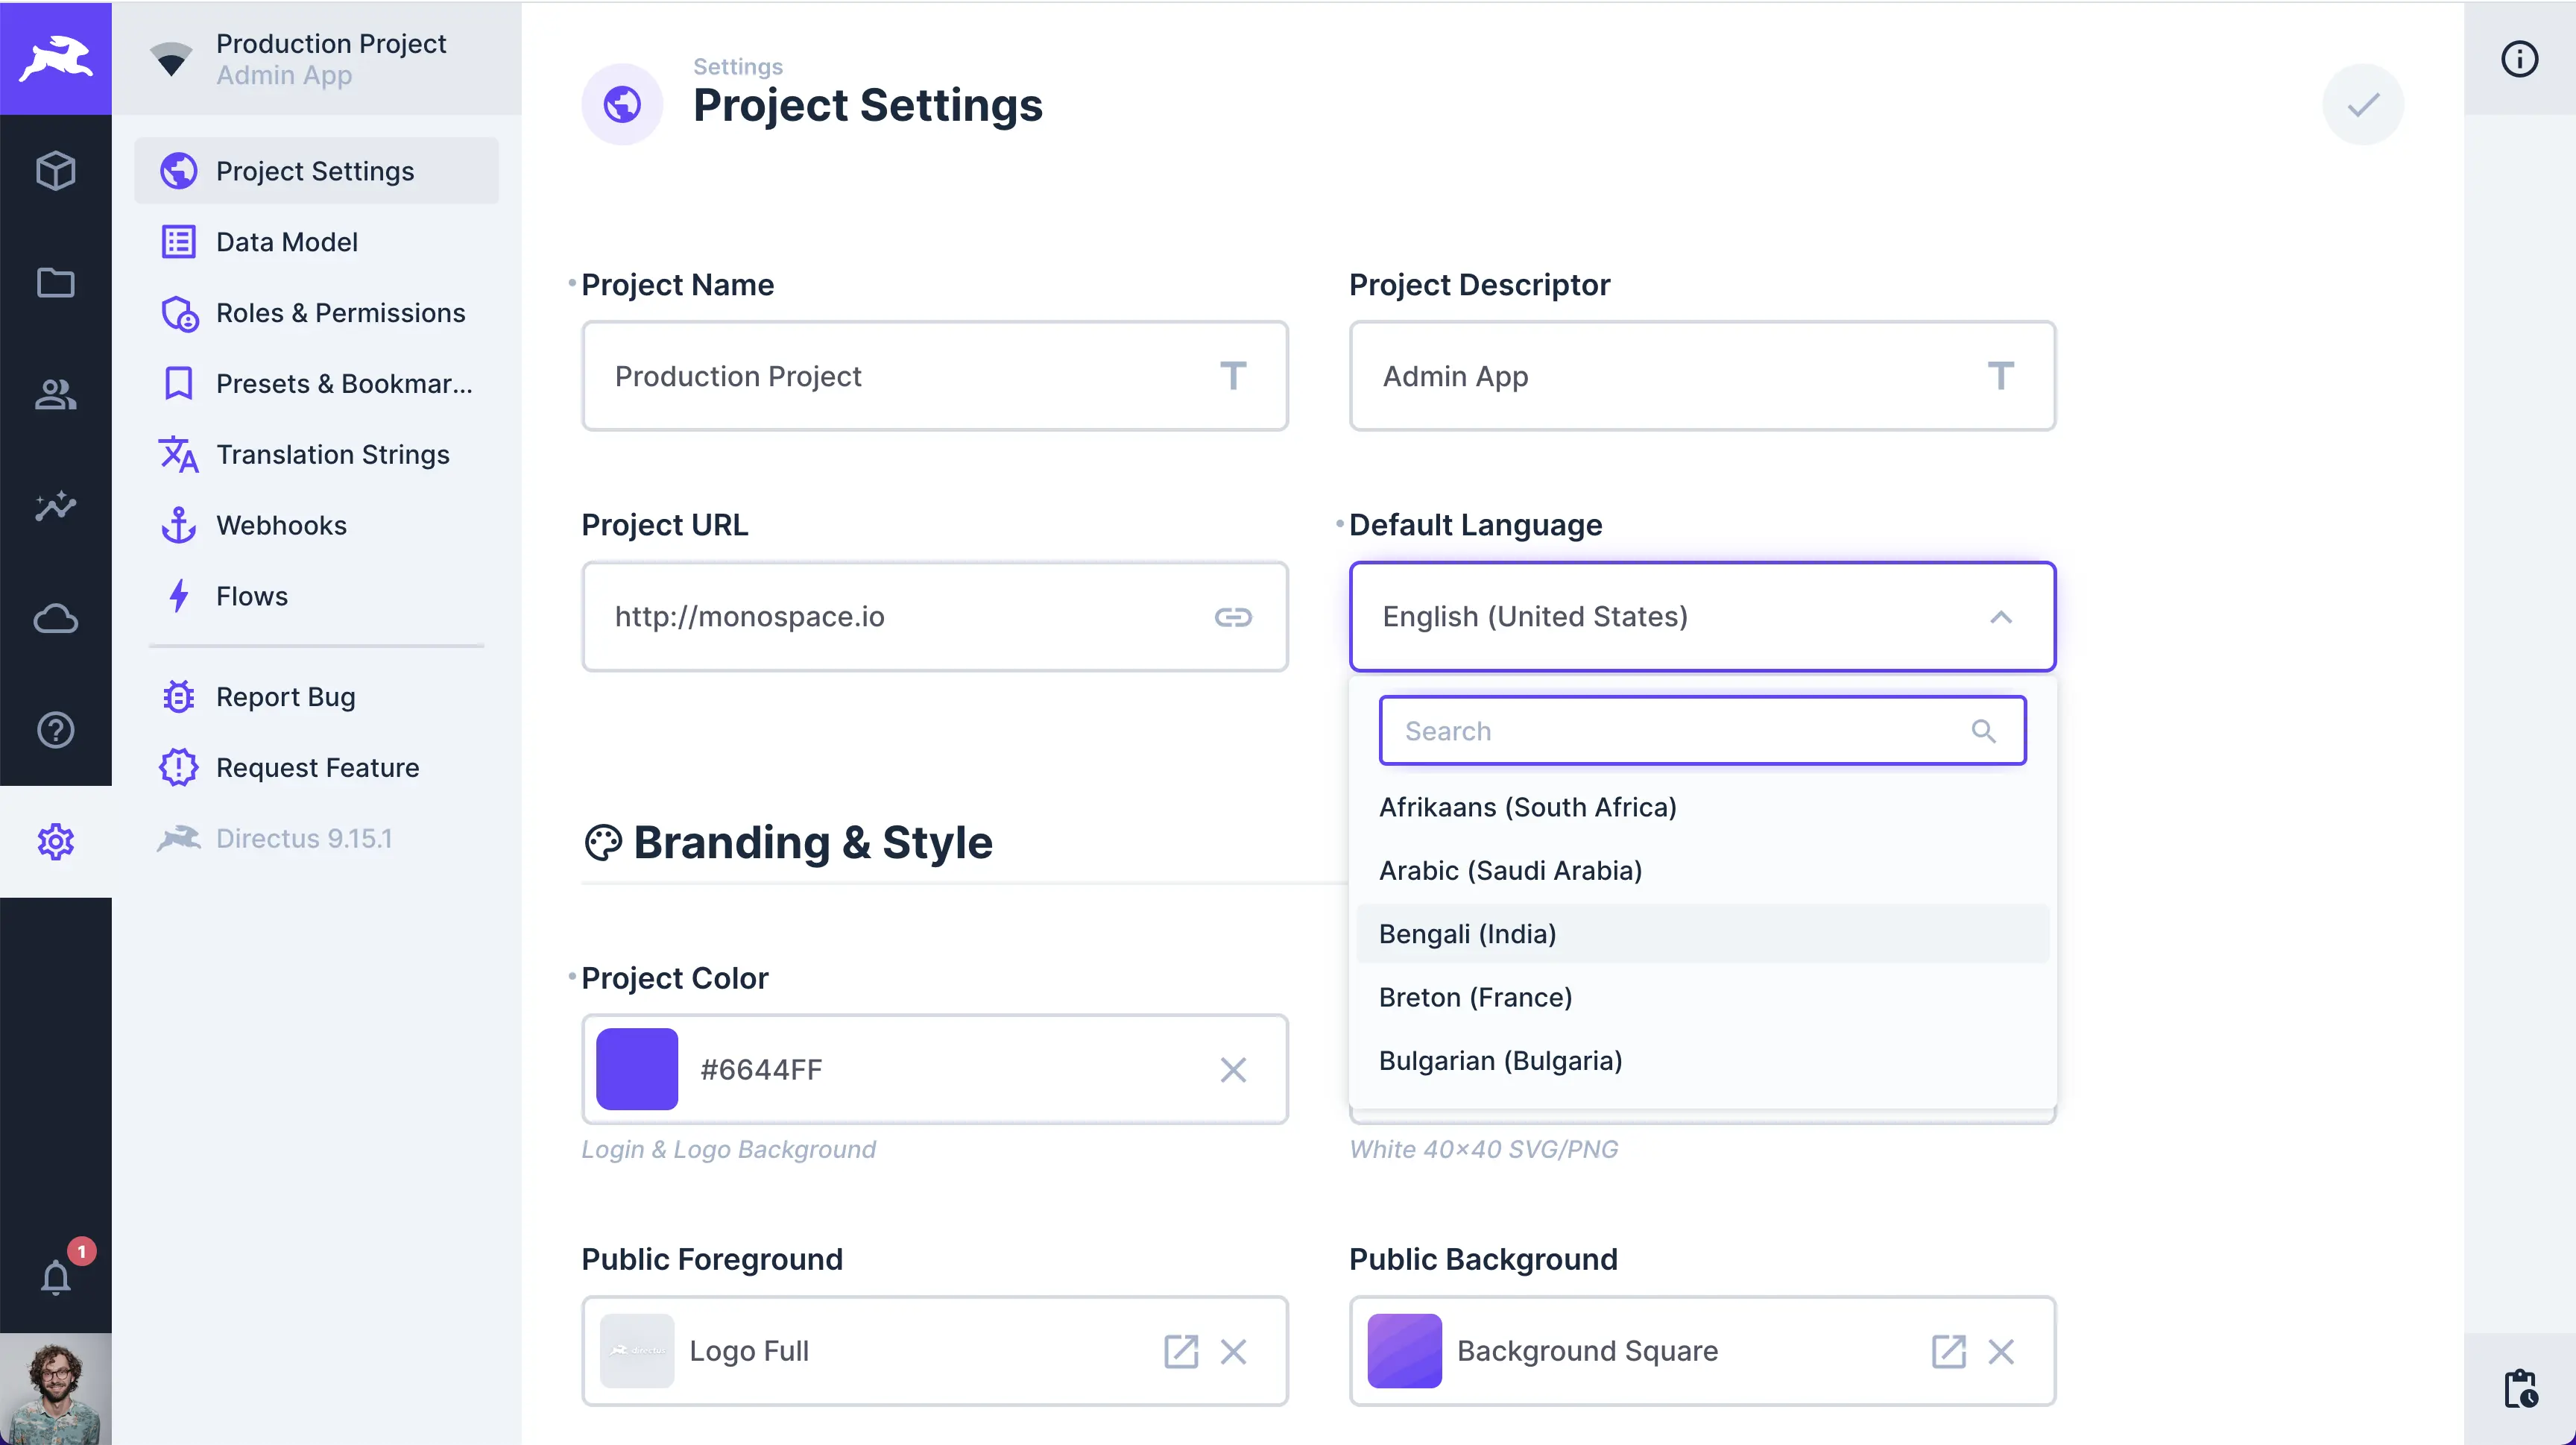 Production Project
Admin App
Project Settings
Data Model
Roles & Permissions
Presets & Bookmar...
Translation Strings
Webhooks
Flows
Report Bug
Request Feature
Directus 9.15.1
1
Settings
Project Settings
Project Name
Production Project
Project Descriptor
Admin App
Project URL
http://monospace.io
Default Language
English (United States)
Search
Afrikaans (South Africa)
Arabic (Saudi Arabia)
Bengali (India)
Breton (France)
Bulgarian (Bulgaria)
Branding & Style
Project Color
#6644FF
Login & Logo Background
White 40×40 SVG/PNG
Public Foreground
directus
Logo Full
Public Background
Background Square